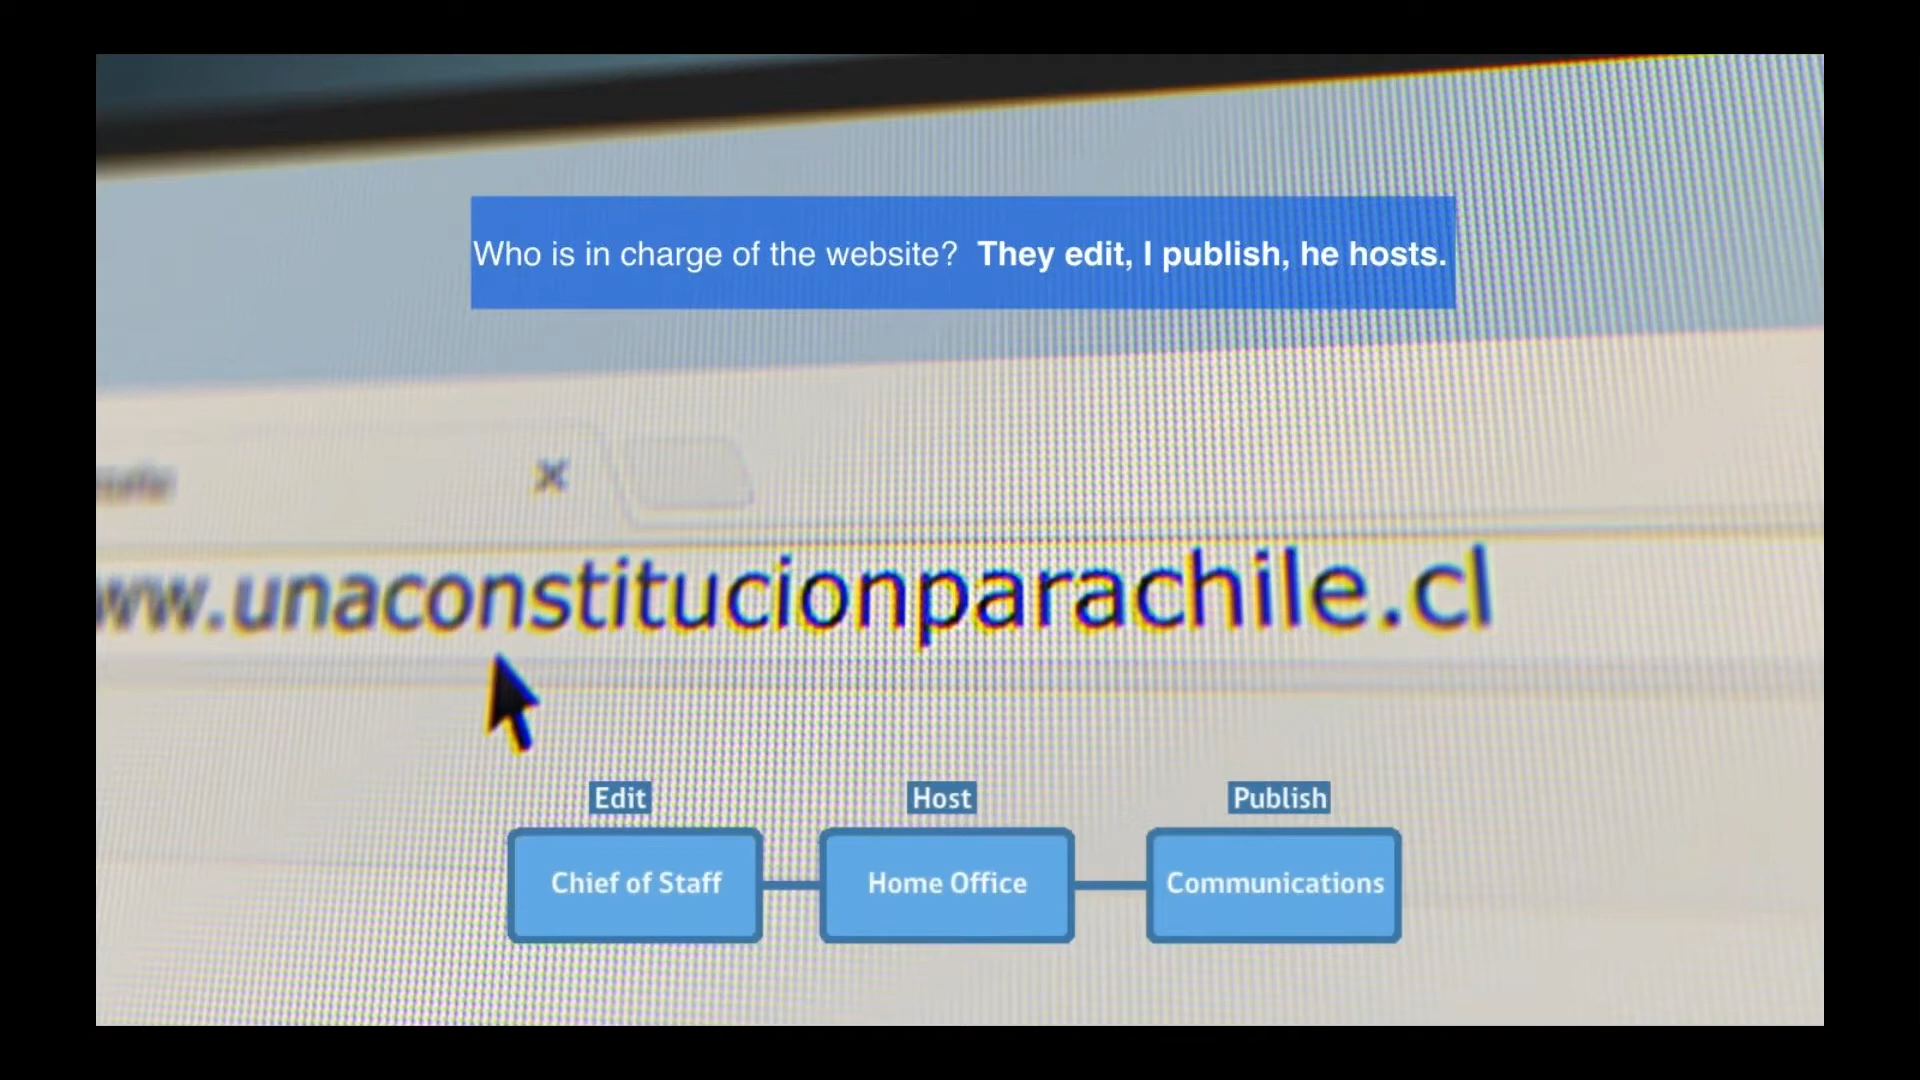 Who is in charge of the website? They edit, I publish, he hosts.
ww.unaconstitucionparachile.cl
Edit Host Publish
Chief of Staff Home Office Communications